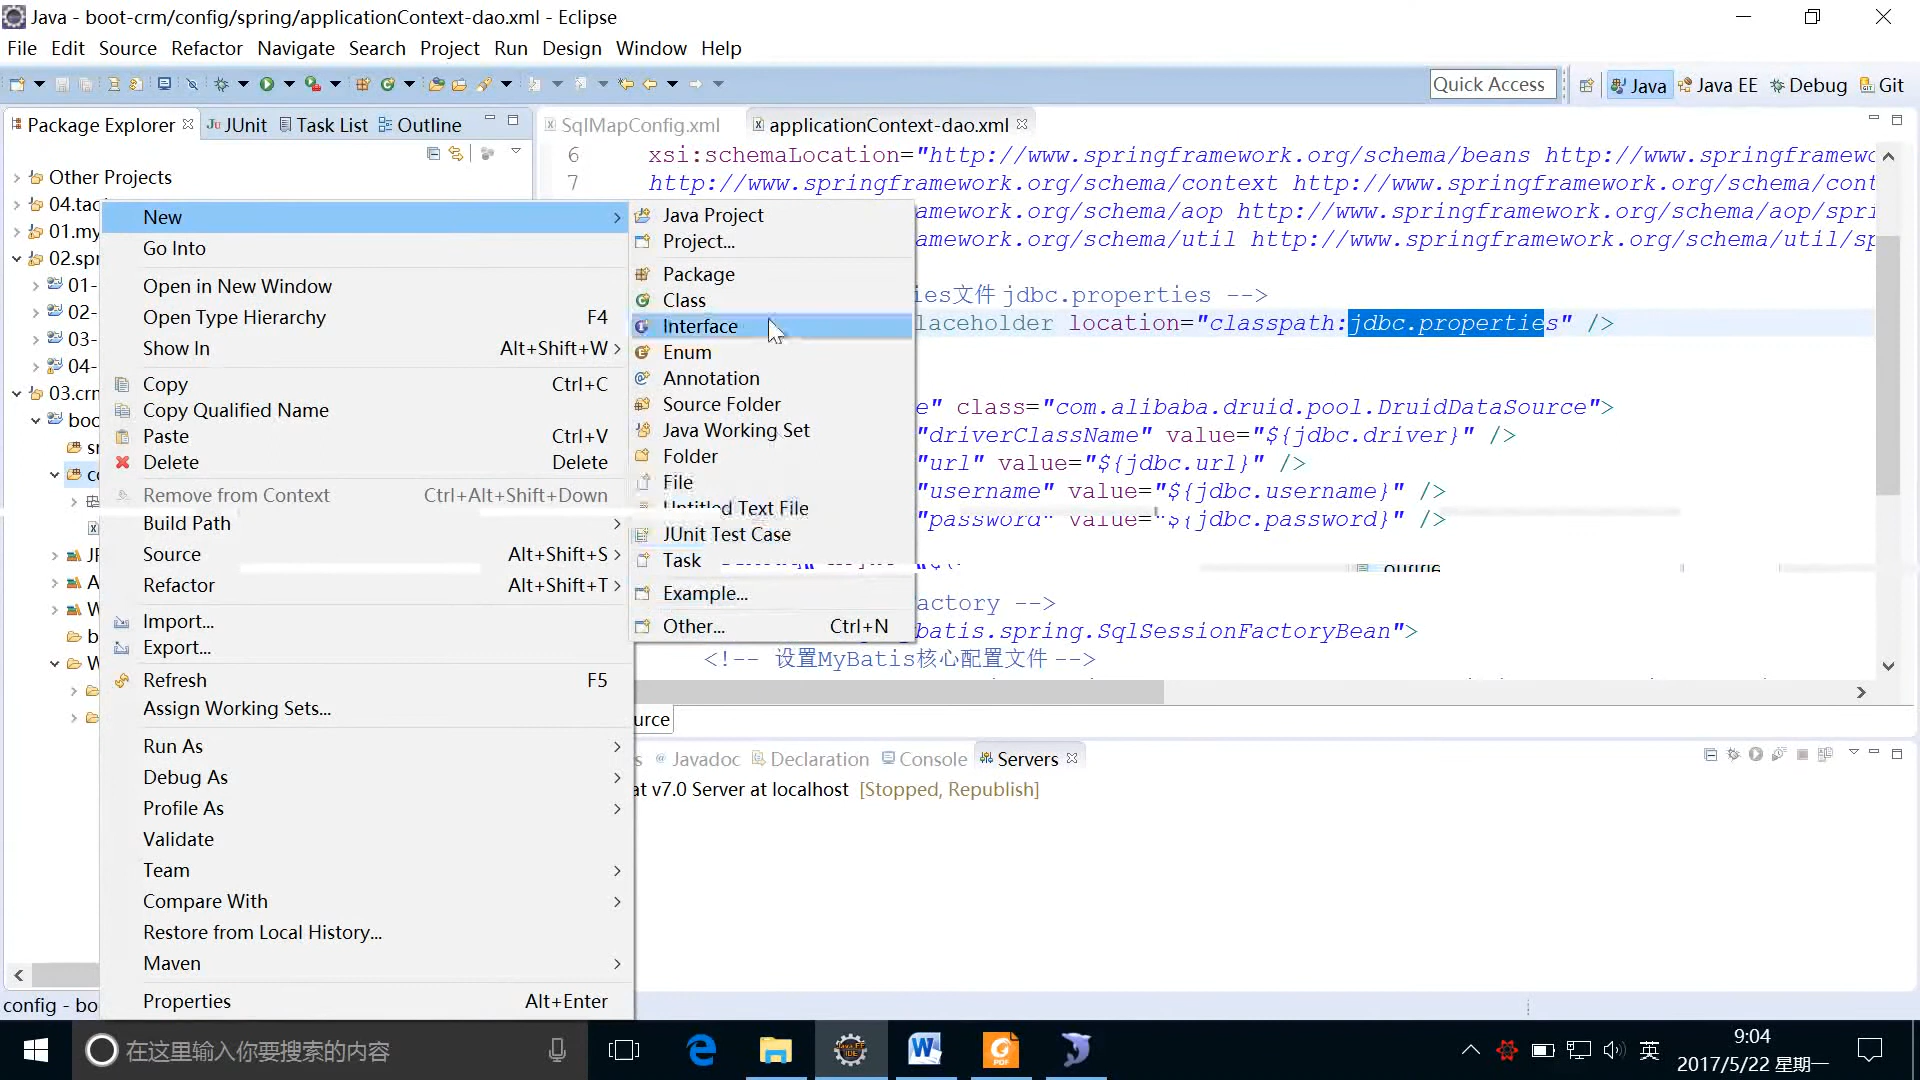 Java - boot-crm/config/spring/applicationContext-dao.xml - Eclipse
File Edit Source Refactor Navigate Search Project Run Design Window Help
Quick Access
Java
Java EE
Debug
Git
Package Explorer
JUnit
Task List
Outline
SqlMapConfig.xml
applicationContext-dao.xml
Other Projects
04.tac
01.my
02.spr
01-
02-
03-
04-
03.crm
boo
New
Go Into
Open in New Window
Open Type Hierarchy F4
Show In Alt+Shift+W
Copy Ctrl+C
Copy Qualified Name
Paste Ctrl+V
Delete Delete
Remove from Context Ctrl+Alt+Shift+Down
Build Path
Source Alt+Shift+S
Refactor Alt+Shift+T
Import...
Export...
Refresh F5
Assign Working Sets...
Run As
Debug As
Profile As
Validate
Team
Compare With
Restore from Local History...
Maven
Properties Alt+Enter
Java Project
Project...
Package
Class
Interface
Enum
Annotation
Source Folder
Java Working Set
Folder
File
Untitled Text File
JUnit Test Case
Task
Example...
Other... Ctrl+N
6 xsi:schemaLocation="http://www.springframework.org/schema/beans http://www.springframewo
7 http://www.springframework.org/schema/context http://www.springframework.org/schema/cont
amework.org/schema/aop http://www.springframework.org/schema/aop/spri
amework.org/schema/util http://www.springframework.org/schema/util/sp
ies文件 jdbc.properties -->
laceholder location="classpath:jdbc.properties" />
e" class="com.alibaba.druid.pool.DruidDataSource">
"driverClassName" value="${jdbc.driver}" />
"url" value="${jdbc.url}" />
"username" value="${jdbc.username}" />
"password" value="${jdbc.password}" />
actory -->
batis.spring.SqlSessionFactoryBean">
<!-- 设置MyBatis核心配置文件 -->
urce
Javadoc
Declaration
Console
Servers
at v7.0 Server at localhost [Stopped, Republish]
config - bo
在这里输入你要搜索的内容
英
9:04
2017/5/22 星期一